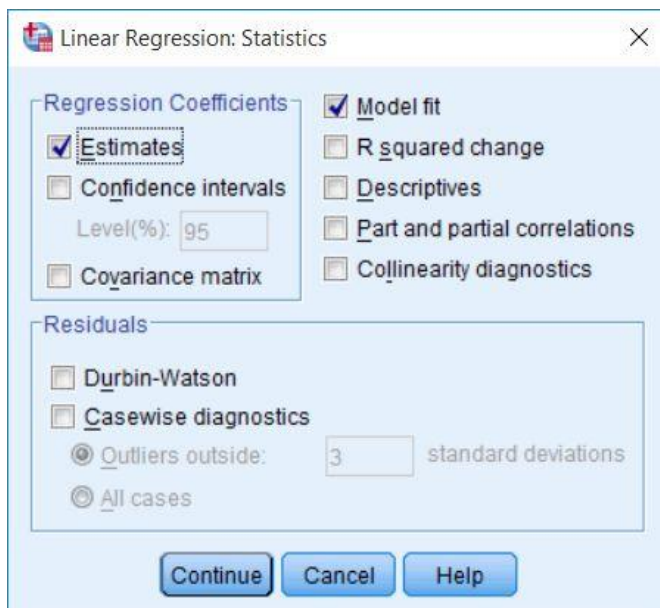 Linear Regression: Statistics
Regression Coefficients
Estimates
Confidence intervals
Level(%): 95
Covariance matrix
Model fit
R squared change
Descriptives
Part and partial correlations
Collinearity diagnostics
Residuals
Durbin-Watson
Casewise diagnostics
Outliers outside: 3 standard deviations
All cases
Continue Cancel Help